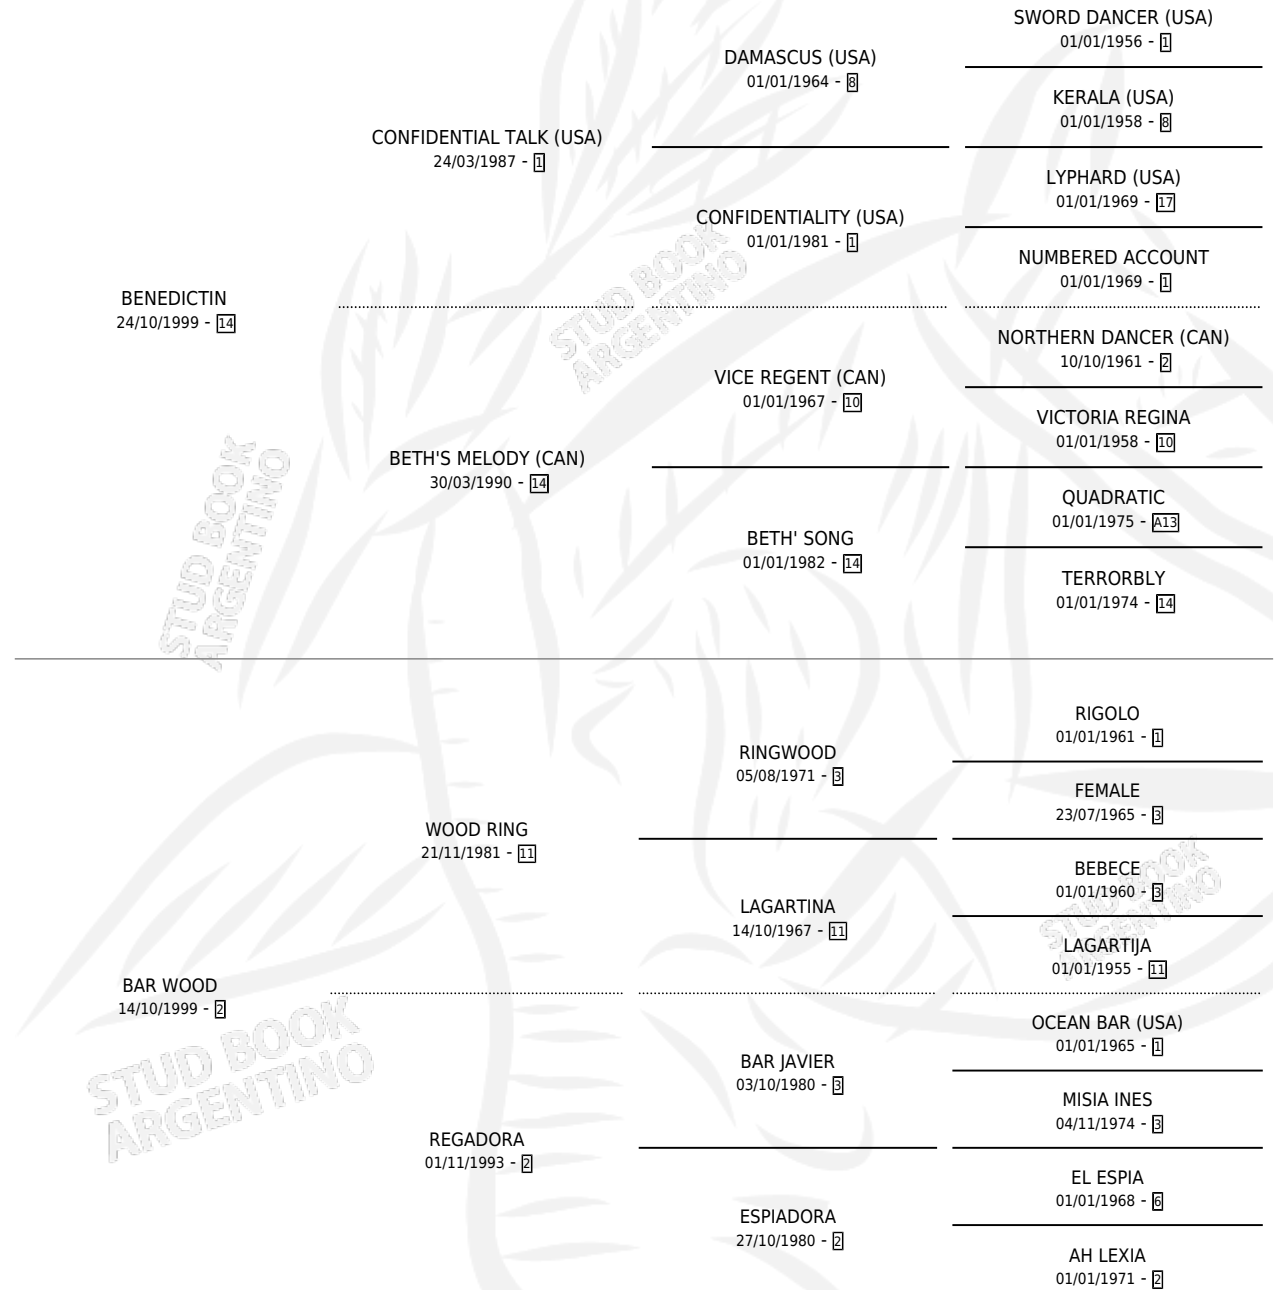 SWORD DANCER (USA)
01/01/1956 - 1
DAMASCUS (USA)
01/01/1964 - 8
KERALA (USA)
01/01/1958 - 8
CONFIDENTIAL TALK (USA)
24/03/1987 - 1
LYPHARD (USA)
01/01/1969 - 17
CONFIDENTIALITY (USA)
01/01/1981 - 1
NUMBERED ACCOUNT
01/01/1969 - 1
BENEDICTIN
24/10/1999 - 14
NORTHERN DANCER (CAN)
10/10/1961 - 2
VICE REGENT (CAN)
01/01/1967 - 10
VICTORIA REGINA
01/01/1958 - 10
BETH'S MELODY (CAN)
30/03/1990 - 14
QUADRATIC
01/01/1975 - A13
BETH' SONG
01/01/1982 - 14
TERRORBLY
01/01/1974 - 14
RIGOLO
01/01/1961 - 1
RINGWOOD
05/08/1971 - 3
FEMALE
23/07/1965 - 3
WOOD RING
21/11/1981 - 11
BEBECE
01/01/1960 - 3
LAGARTINA
14/10/1967 - 11
LAGARTIJA
01/01/1955 - 11
BAR WOOD
14/10/1999 - 2
OCEAN BAR (USA)
01/01/1965 - 1
BAR JAVIER
03/10/1980 - 3
MISIA INES
04/11/1974 - 3
REGADORA
01/11/1993 - 2
EL ESPIA
01/01/1968 - 6
ESPIADORA
27/10/1980 - 2
AH LEXIA
01/01/1971 - 2
STUD BOOK
ARGENTINO
STUD BOOK
ARGENTINO
STUD BOOK
ARGENTINO
STUD BOOK
ARGENTINO